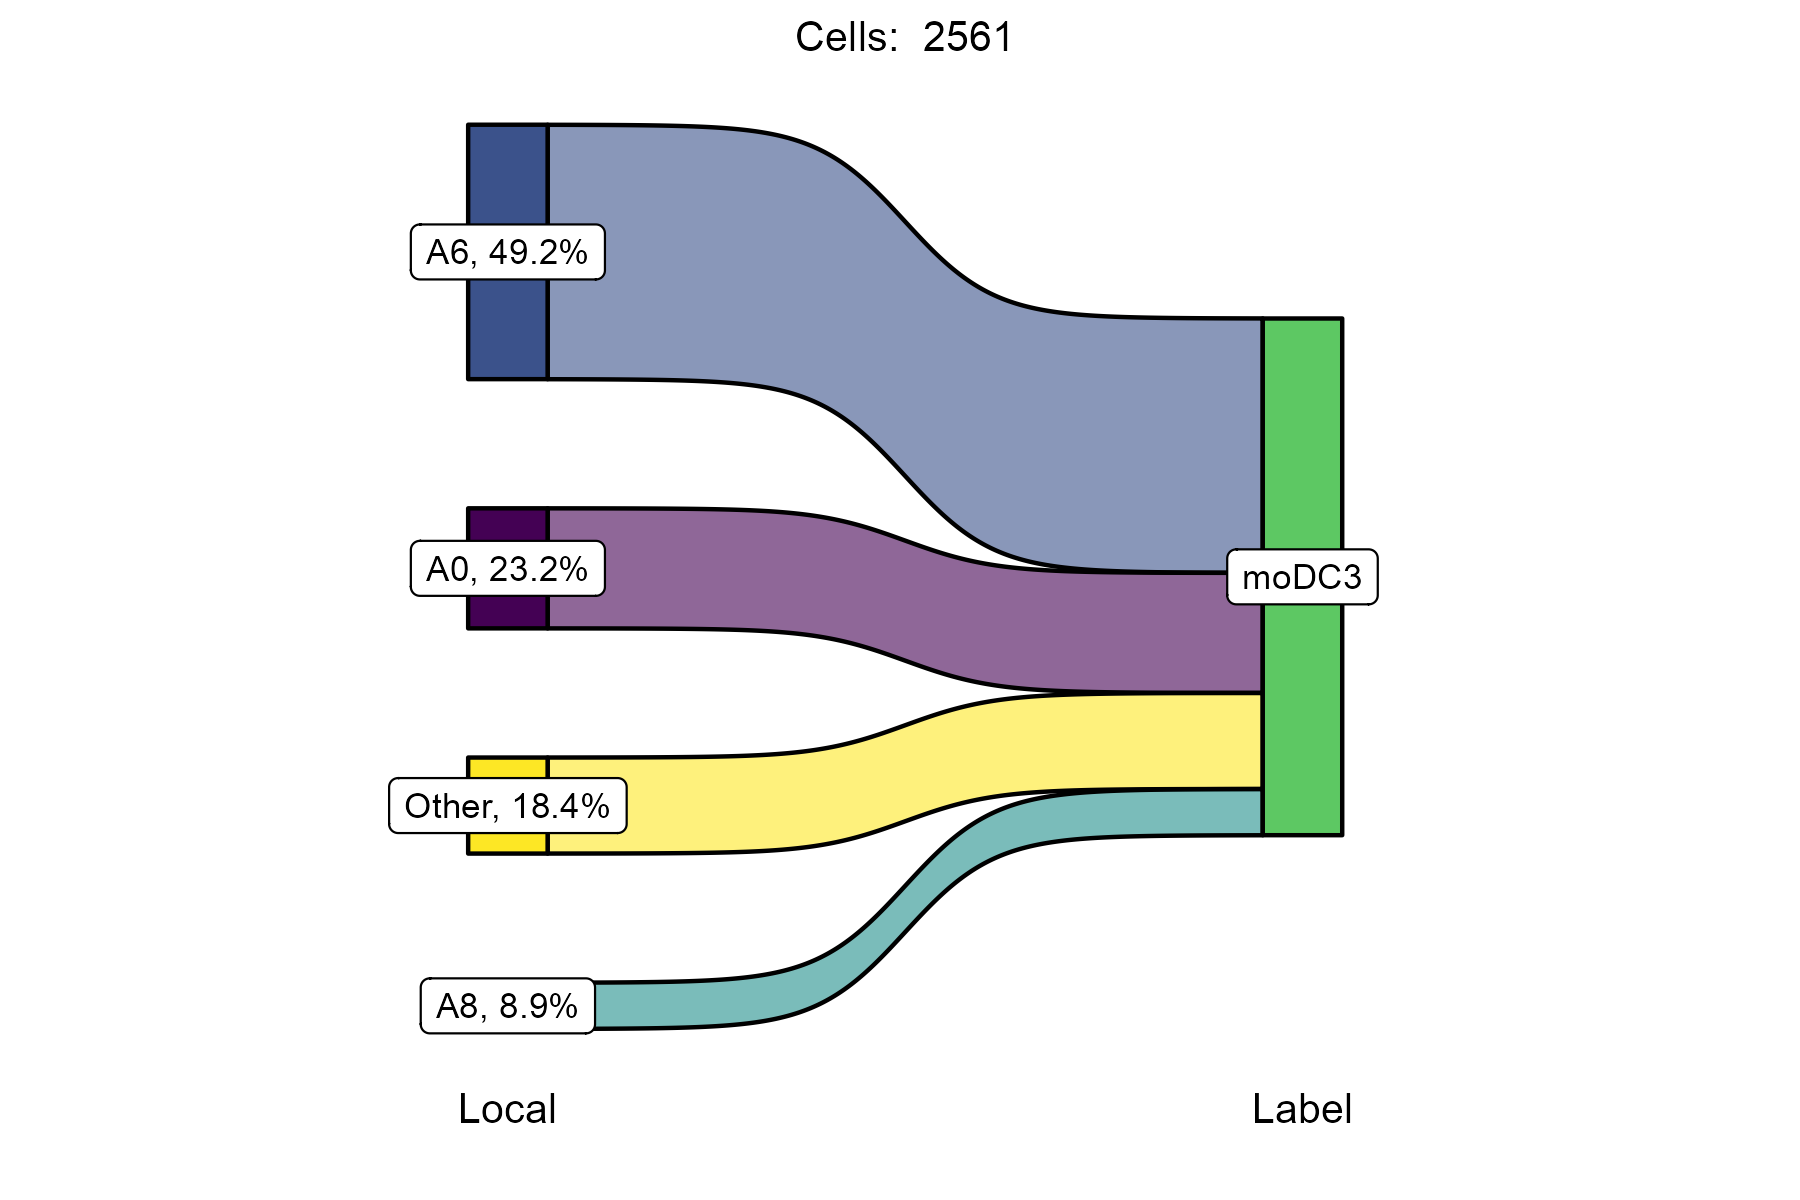 Cells:  2561
A6, 49.2%
A0, 23.2%
moDC3
Other, 18.4%
A8, 8.9%
Local
Label